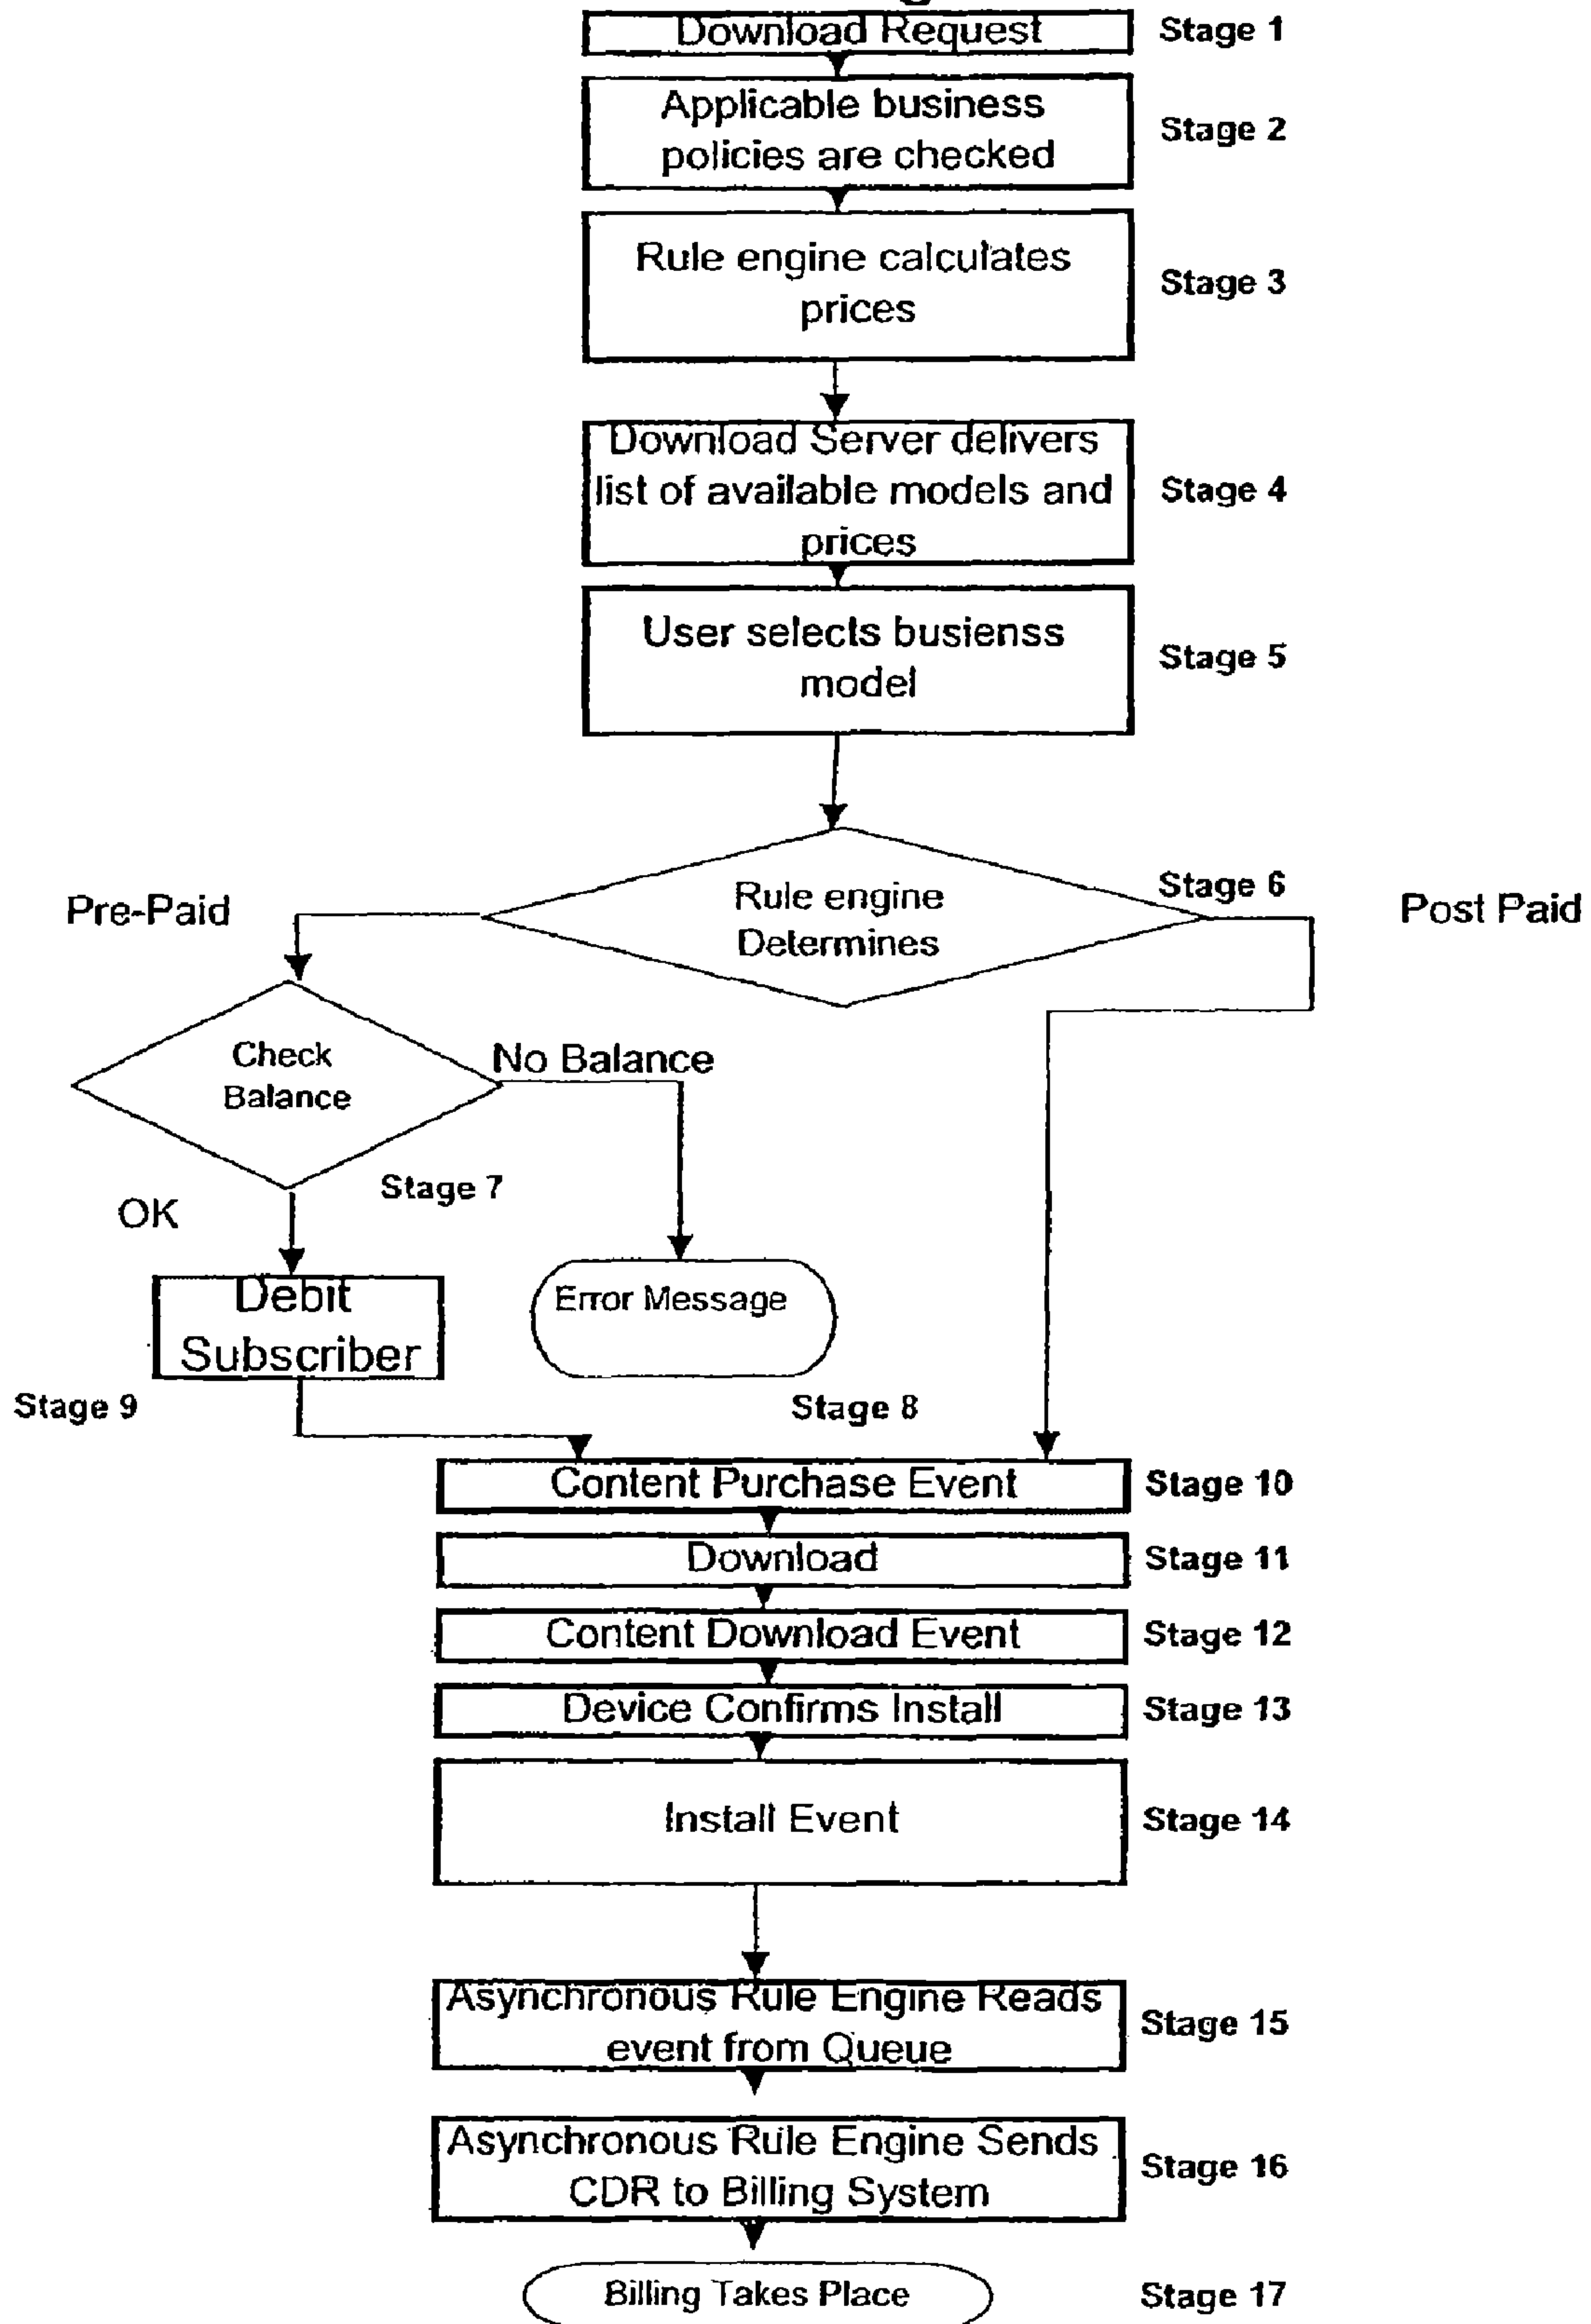 Download Request
Stage 1
Applicable business
policies are checked
Stage 2
Rule engine calculates
prices
Stage 3
Download Server delivers
list of available models and
prices
Stage 4
User selects busienss
model
Stage 5
Rule engine
Determines
Stage 6
Pre-Paid
Post Paid
Check
Balance
No Balance
Stage 7
OK
Debit
Subscriber
Error Message
Stage 9
Stage 8
Content Purchase Event
Stage 10
Download
Stage 11
Content Download Event
Stage 12
Device Confirms Install
Stage 13
Install Event
Stage 14
Asynchronous Rule Engine Reads
event from Queue
Stage 15
Asynchronous Rule Engine Sends
CDR to Billing System
Stage 16
Billing Takes Place
Stage 17